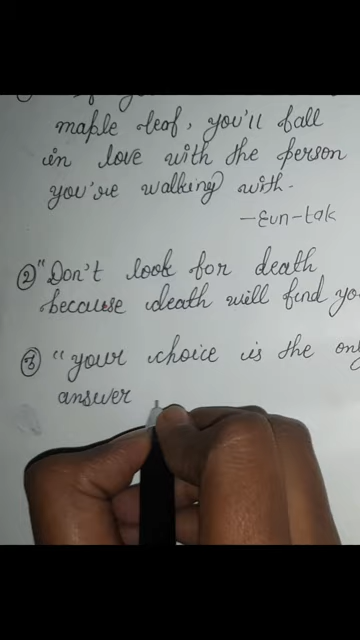 maple leaf, you'll fall
in love with the person
you're walking with.
—Eun-tak
② "Don't look for death
because death will find
③ "your choice is the
answer